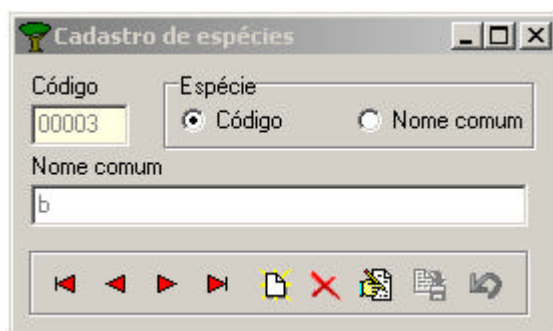 Cadastro de espécies
Código
Espécie
00003
Código
Nome comum
Nome comum
b